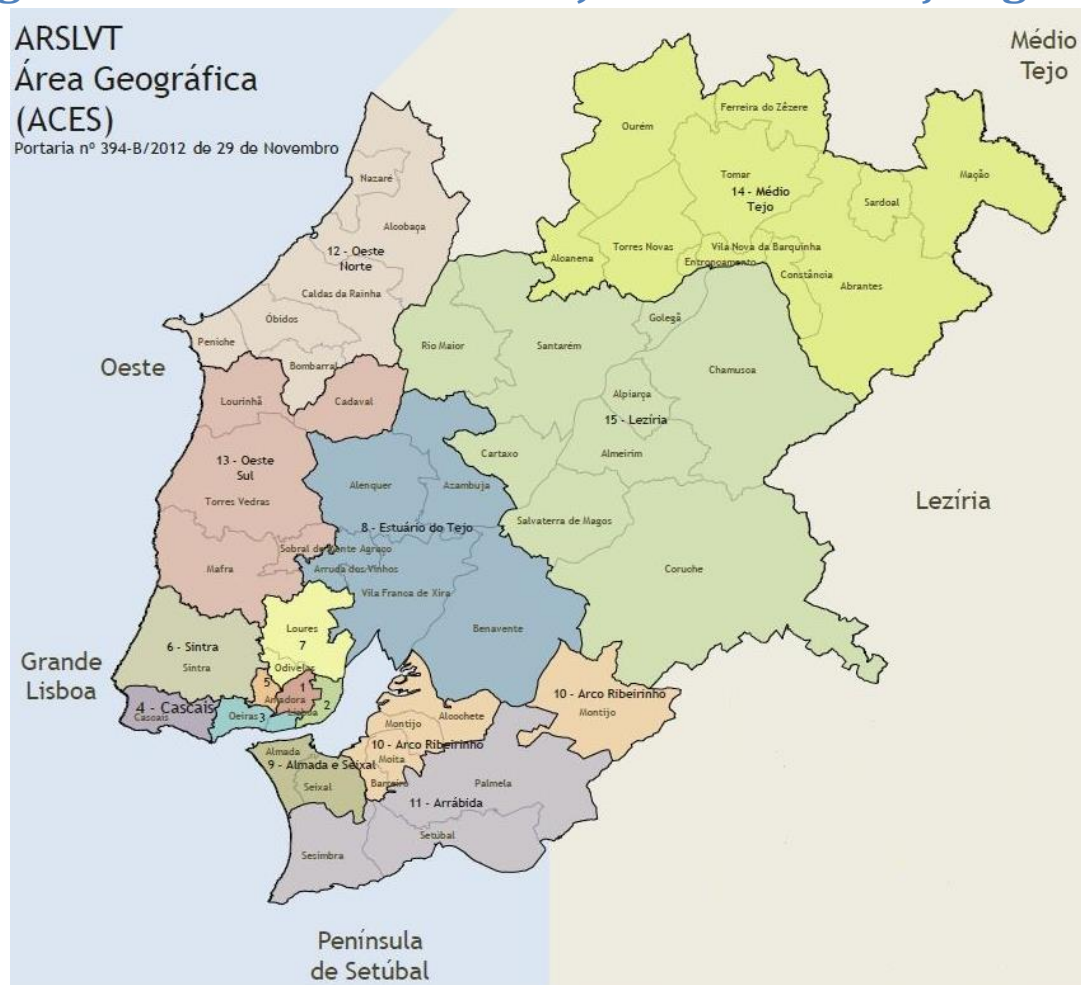 ARSLVT
Área Geográfica
(ACES)
Portaria nº 394-B/2012 de 29 de Novembro
Médio
Tejo
Ourém
Ferreira do Zêzere
Nazaré
Tomar
Mação
14 - Médio
Tejo
Sardoal
Alcobaça
12 - Oeste
Norte
Alcanena
Torres Novas
Vila Nova da Barquinha
Entroncamento
Constância
Abrantes
Caldas da Rainha
Óbidos
Golegã
Peniche
Rio Maior
Santarém
Oeste
Bombarral
Chamusca
Lourinhã
Cadaval
Alpiarça
15 - Lezíria
13 - Oeste
Sul
Cartaxo
Almeirim
Alenquer
Azambuja
Torres Vedras
Lezíria
8 - Estuário do Tejo
Salvaterra de Magos
Sobral de Monte Agraço
Mafra
Arruda dos Vinhos
Coruche
Vila Franca de Xira
Loures
Benavente
7
6 - Sintra
Sintra
Grande
Lisboa
Odivelas
5
1
Amadora
2
4 - Cascais
Cascais
Oeiras
3
Lisboa
10 - Arco Ribeirinho
Montijo
Alcochete
Montijo
Almada
10 - Arco Ribeirinho
9 - Almada e Seixal
Moita
Seixal
Barreiro
Palmela
11 - Arrábida
Setúbal
Sesimbra
Península
de Setúbal